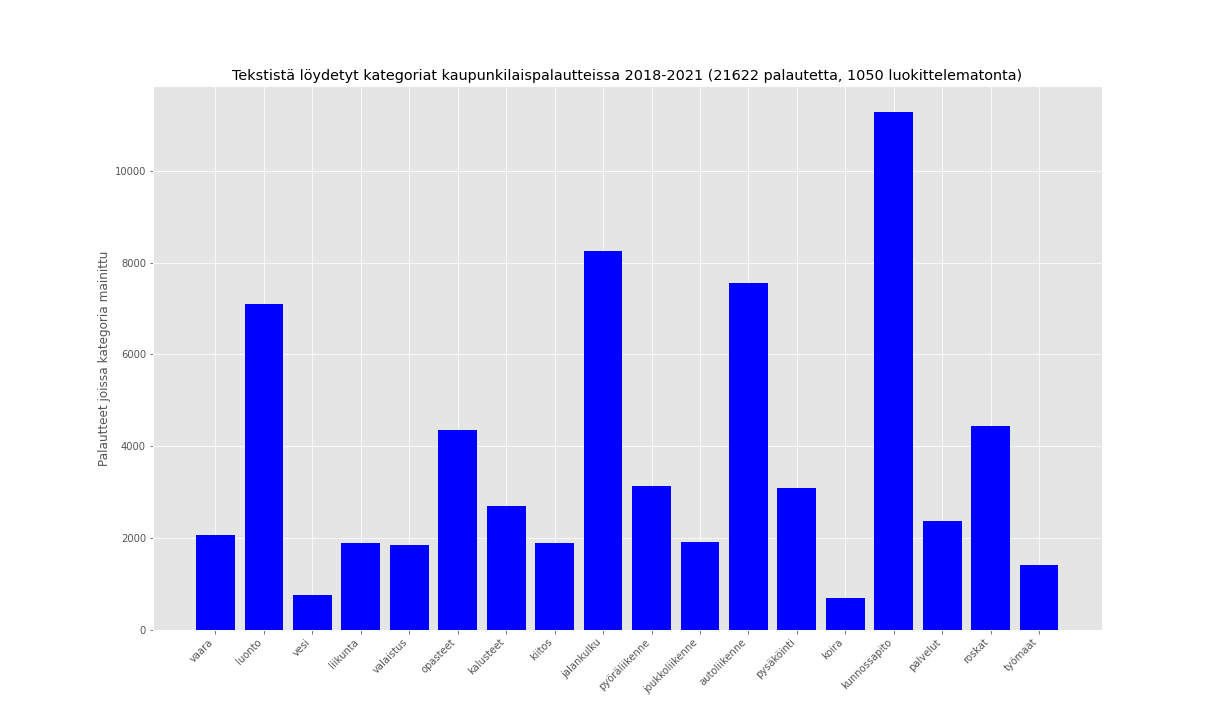 Tekstistä löydetyt kategoriat kaupunkilaispalautteissa 2018-2021 (21622 palautetta, 1050 luokittelematonta)
Palautteet joissa kategoria mainittu
10000
8000
6000
4000
2000
0
vaara
luonto
vesi
liikunta
valaistus
opasteet
kalusteet
kiitos
jalankulku
pyöräliikenne
joukkoliikenne
autoliikenne
pysäköinti
koira
kunnossapito
palvelut
roskat
työmaat